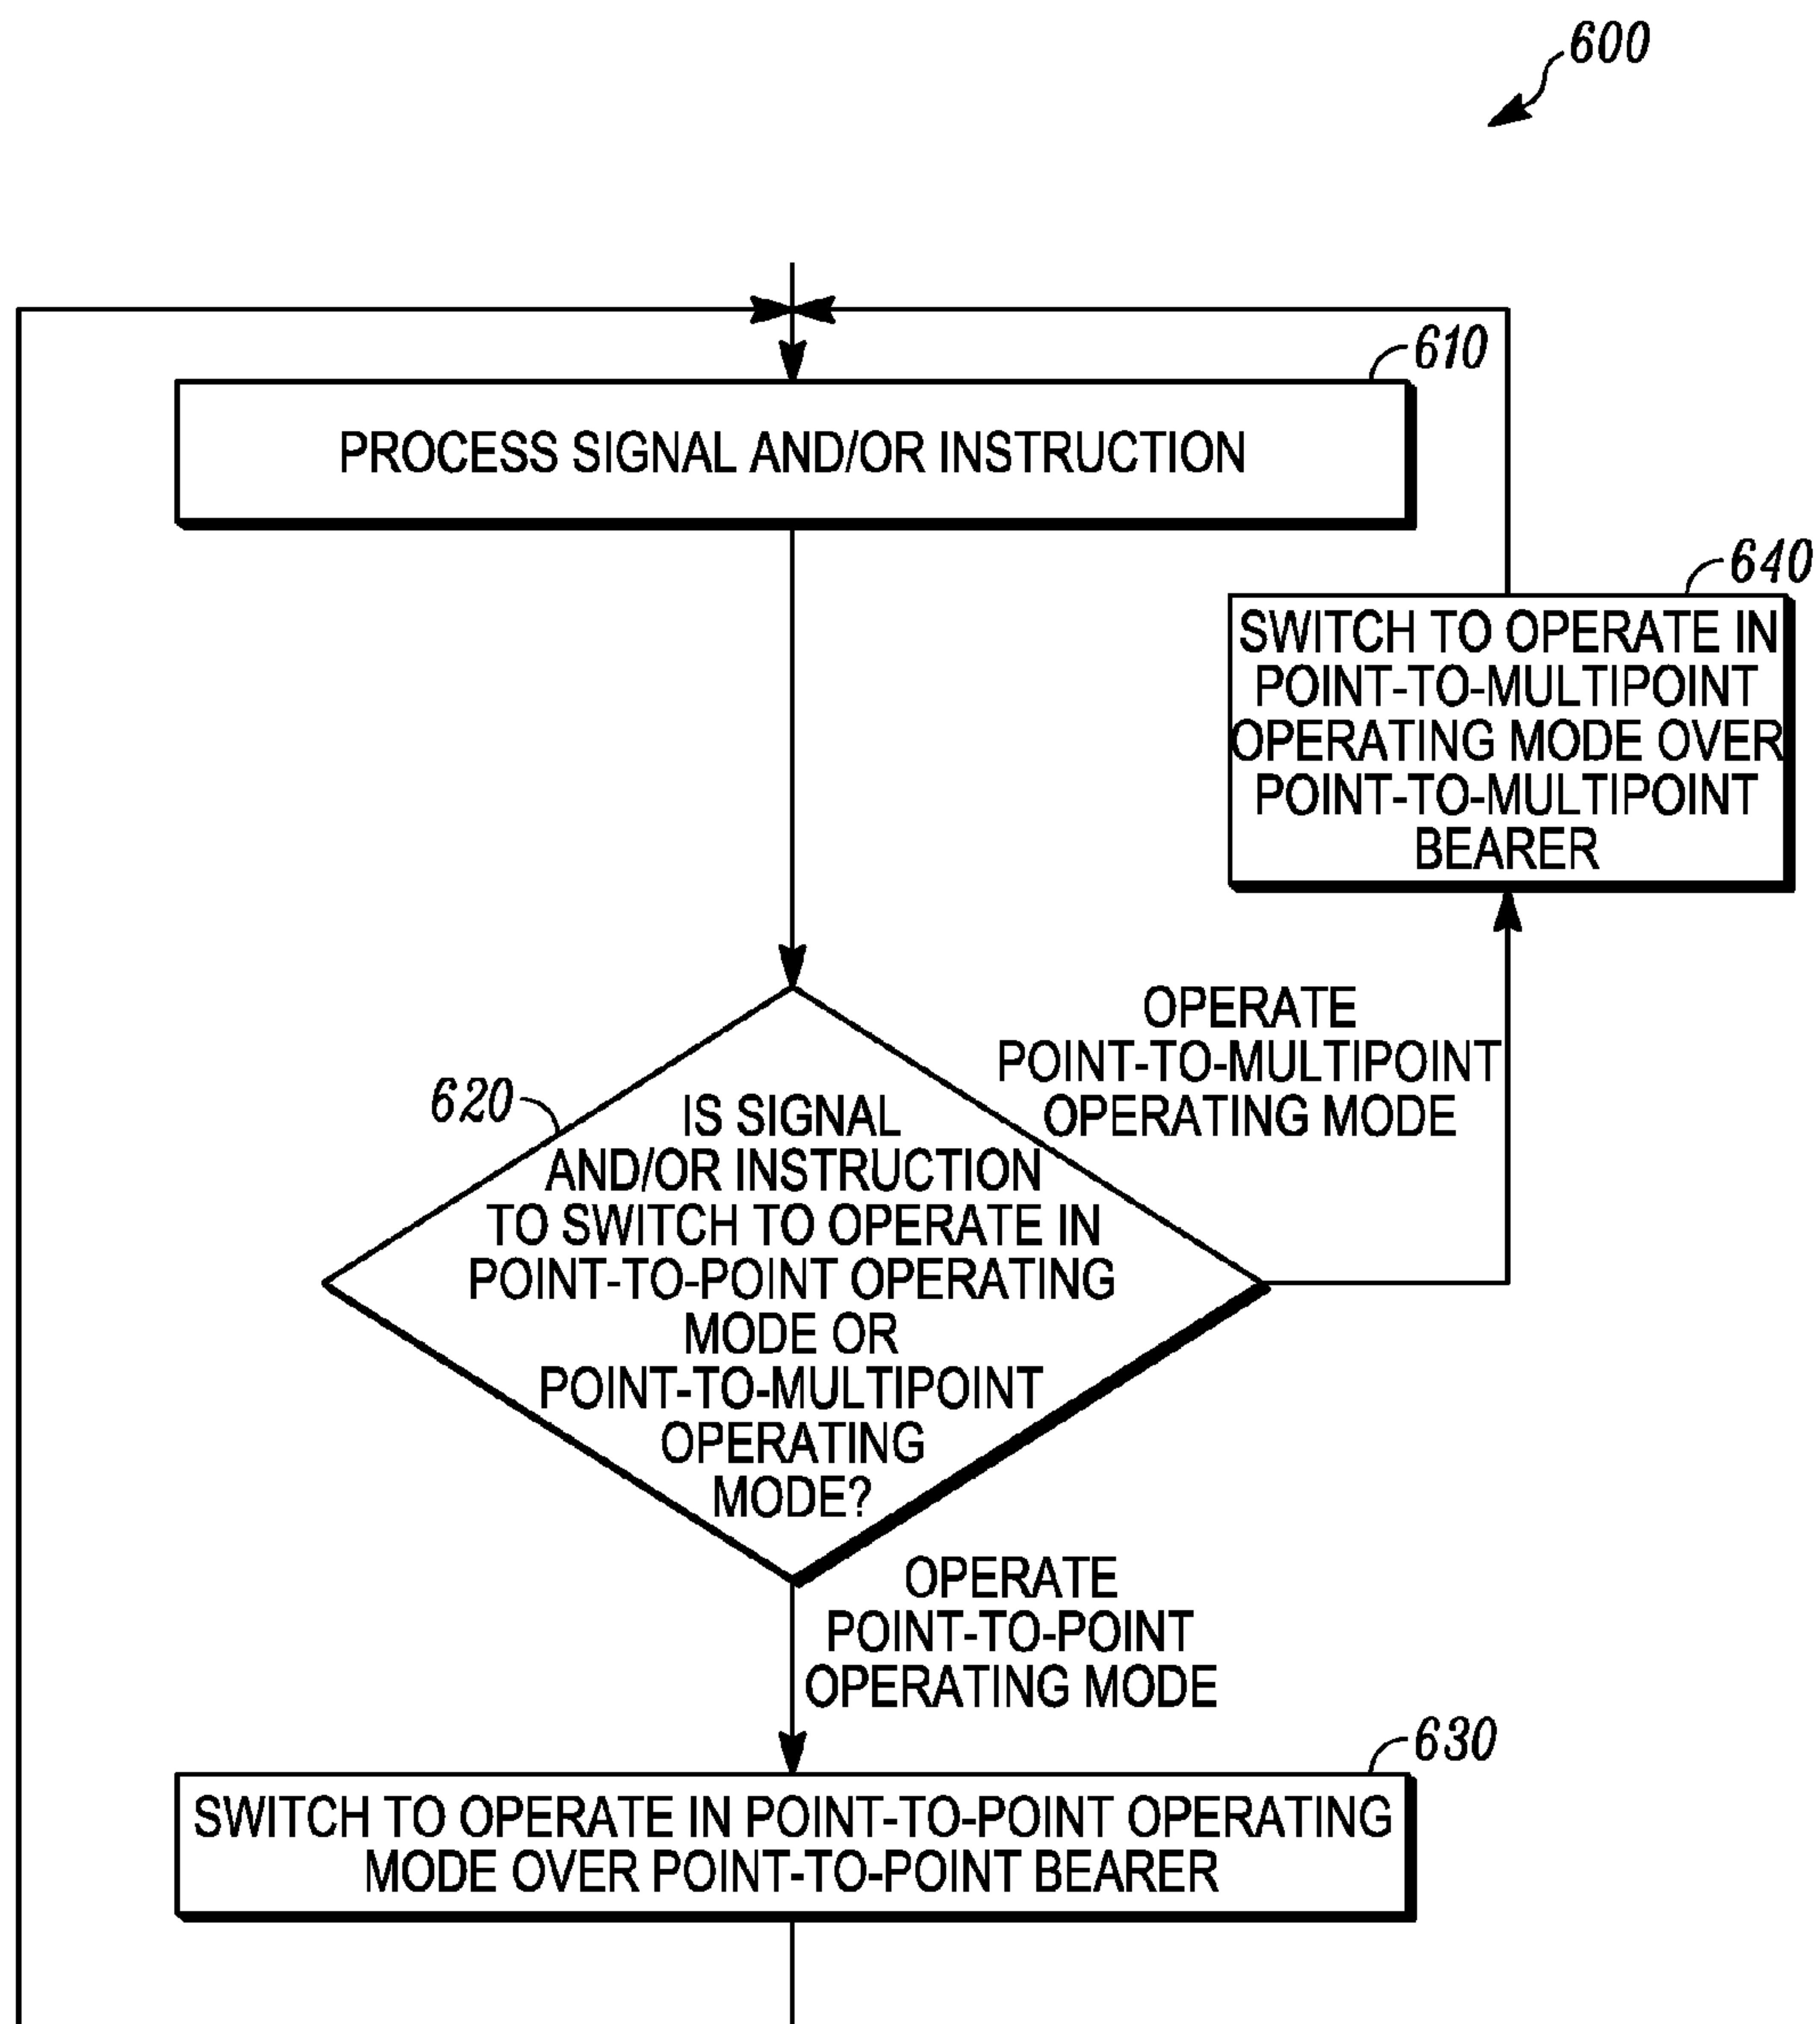 600
610
PROCESS SIGNAL AND/OR INSTRUCTION
640
SWITCH TO OPERATE IN
POINT-TO-MULTIPOINT
OPERATING MODE OVER
POINT-TO-MULTIPOINT
BEARER
OPERATE
POINT-TO-MULTIPOINT
OPERATING MODE
620
IS SIGNAL
AND/OR INSTRUCTION
TO SWITCH TO OPERATE IN
POINT-TO-POINT OPERATING
MODE OR
POINT-TO-MULTIPOINT
OPERATING
MODE?
OPERATE
POINT-TO-POINT
OPERATING MODE
630
SWITCH TO OPERATE IN POINT-TO-POINT OPERATING
MODE OVER POINT-TO-POINT BEARER